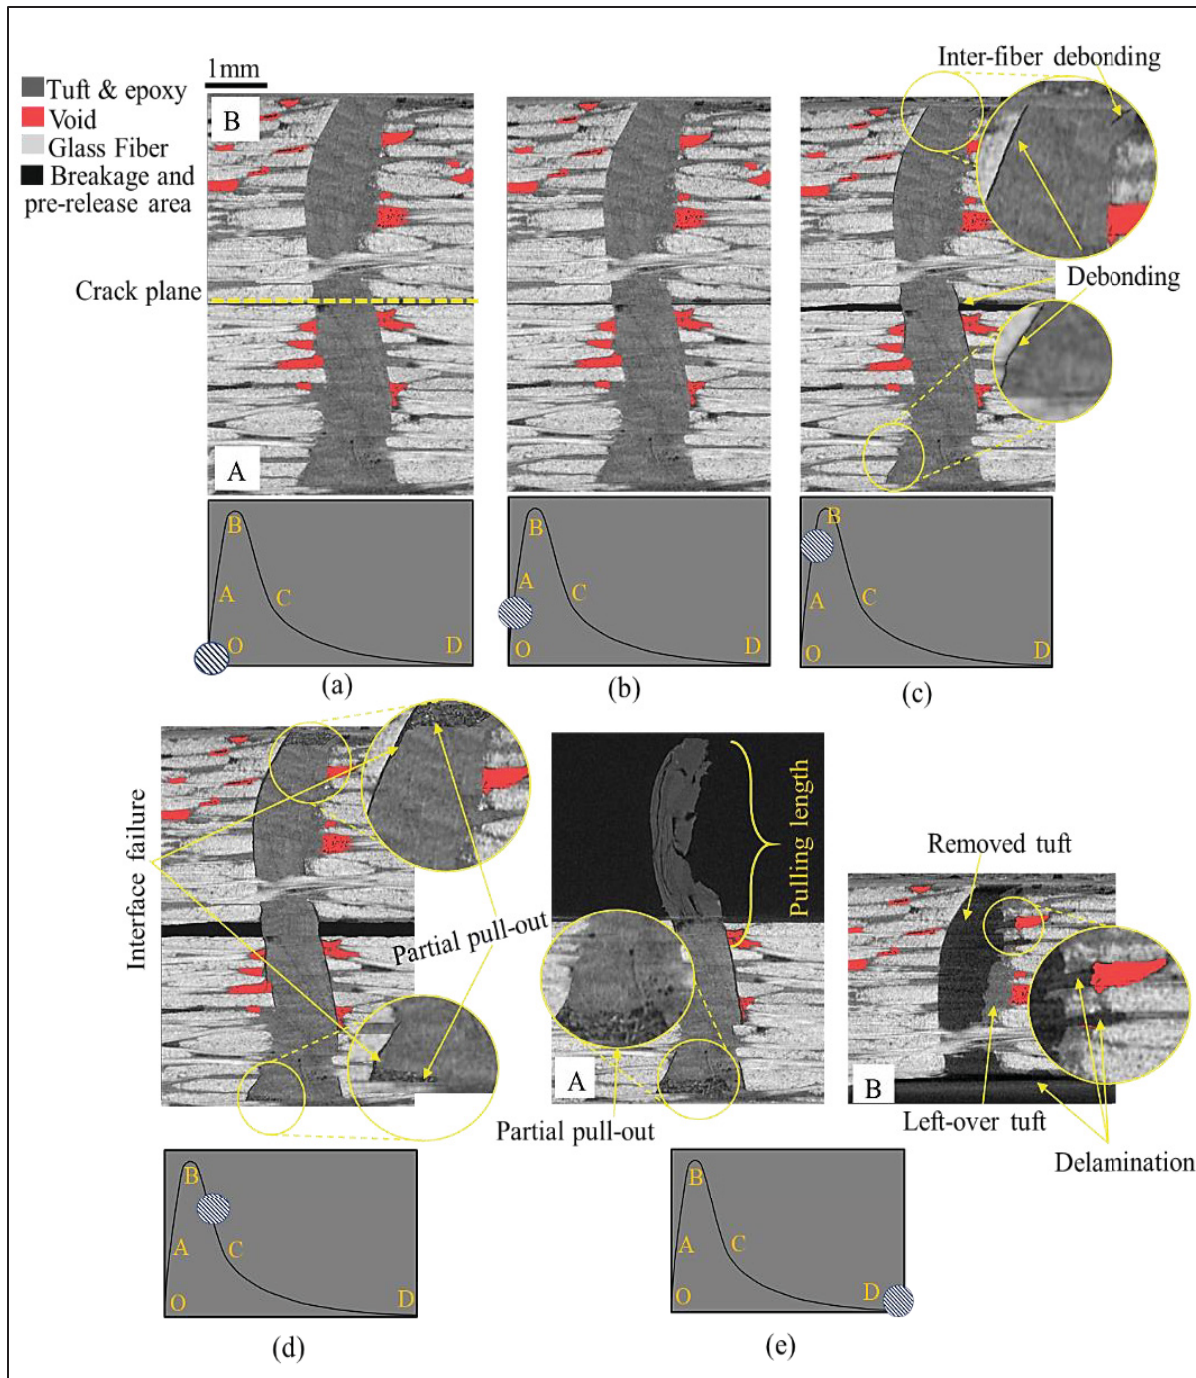 1mm
Tuft & epoxy
Void
Glass Fiber
Breakage and
pre-release area
Crack plane
B
A
Inter-fiber debonding
Debonding
B
A
C
O
D
(a)
B
A
C
O
D
(b)
B
A
C
O
D
(c)
Interface failure
Partial pull-out
B
A
C
O
D
(d)
Pulling length
A
Partial pull-out
Removed tuft
B
Left-over tuft
Delamination
B
A
C
O
D
(e)